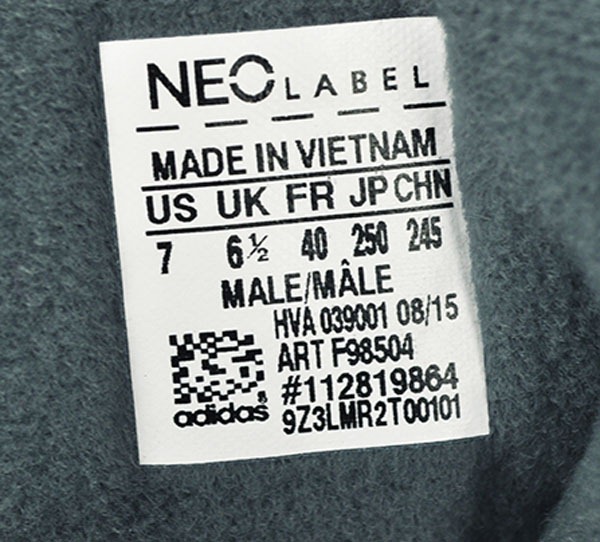 NEO LABEL
MADE IN VIETNAM
US UK FR JP CHN
7 6½ 40 250 245
MALE/MÂLE
HVA 039001 08/15
ART F98504
#112819864
adidas® 9Z3LMR2T00101